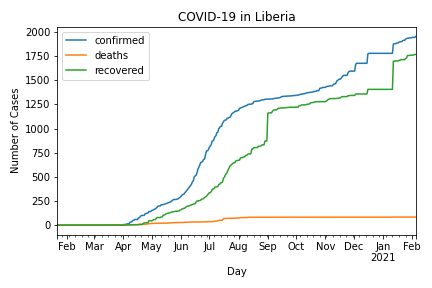 COVID-19 in Liberia
confirmed
deaths
recovered
Number of Cases
2000
1750
1500
1250
1000
750
500
250
0
Feb Mar Apr May Jun Jul Aug Sep Oct Nov Dec Jan Feb
2021
Day